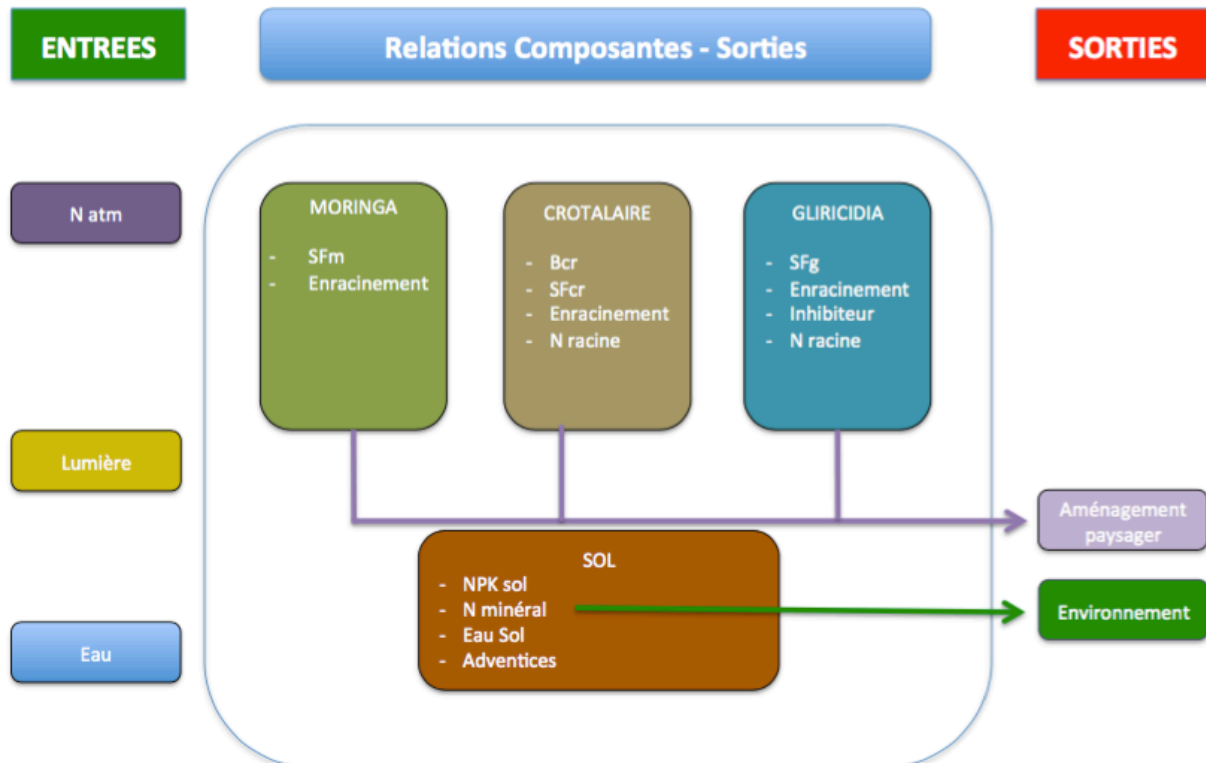 ENTREES
Relations Composantes - Sorties
SORTIES
N atm
Lumière
Eau
MORINGA
- SFm
- Enracinement
CROTALAIRE
- Bcr
- SFcr
- Enracinement
- N racine
GLIRICIDIA
- SFg
- Enracinement
- Inhibiteur
- N racine
SOL
- NPK sol
- N minéral
- Eau Sol
- Adventices
Aménagement
paysager
Environnement